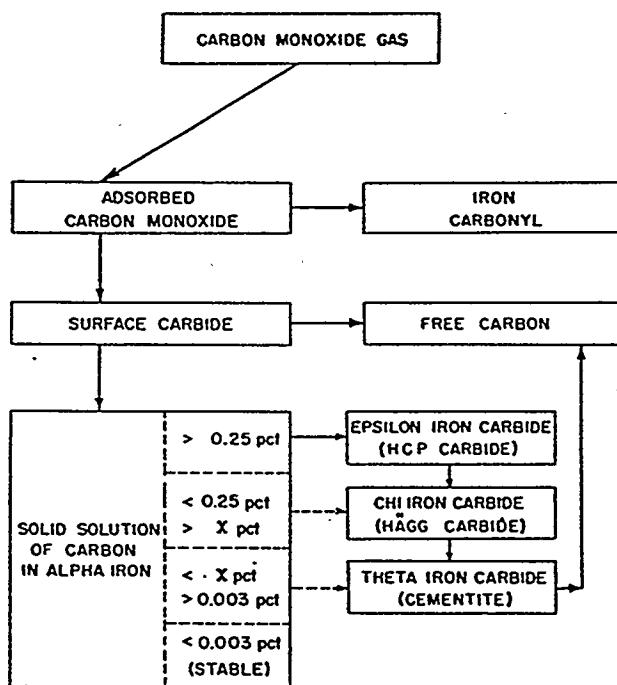 CARBON MONOXIDE GAS
ADSORBED
CARBON MONOXIDE
IRON
CARBONYL
SURFACE CARBIDE
FREE CARBON
SOLID SOLUTION
OF CARBON
IN ALPHA IRON
> 0.25 pct
< 0.25 pct
> X pct
< X pct
> 0.003 pct
< 0.003 pct
(STABLE)
EPSILON IRON CARBIDE
(HCP CARBIDE)
CHI IRON CARBIDE
(HÄGG CARBIDE)
THETA IRON CARBIDE
(CEMENTITE)